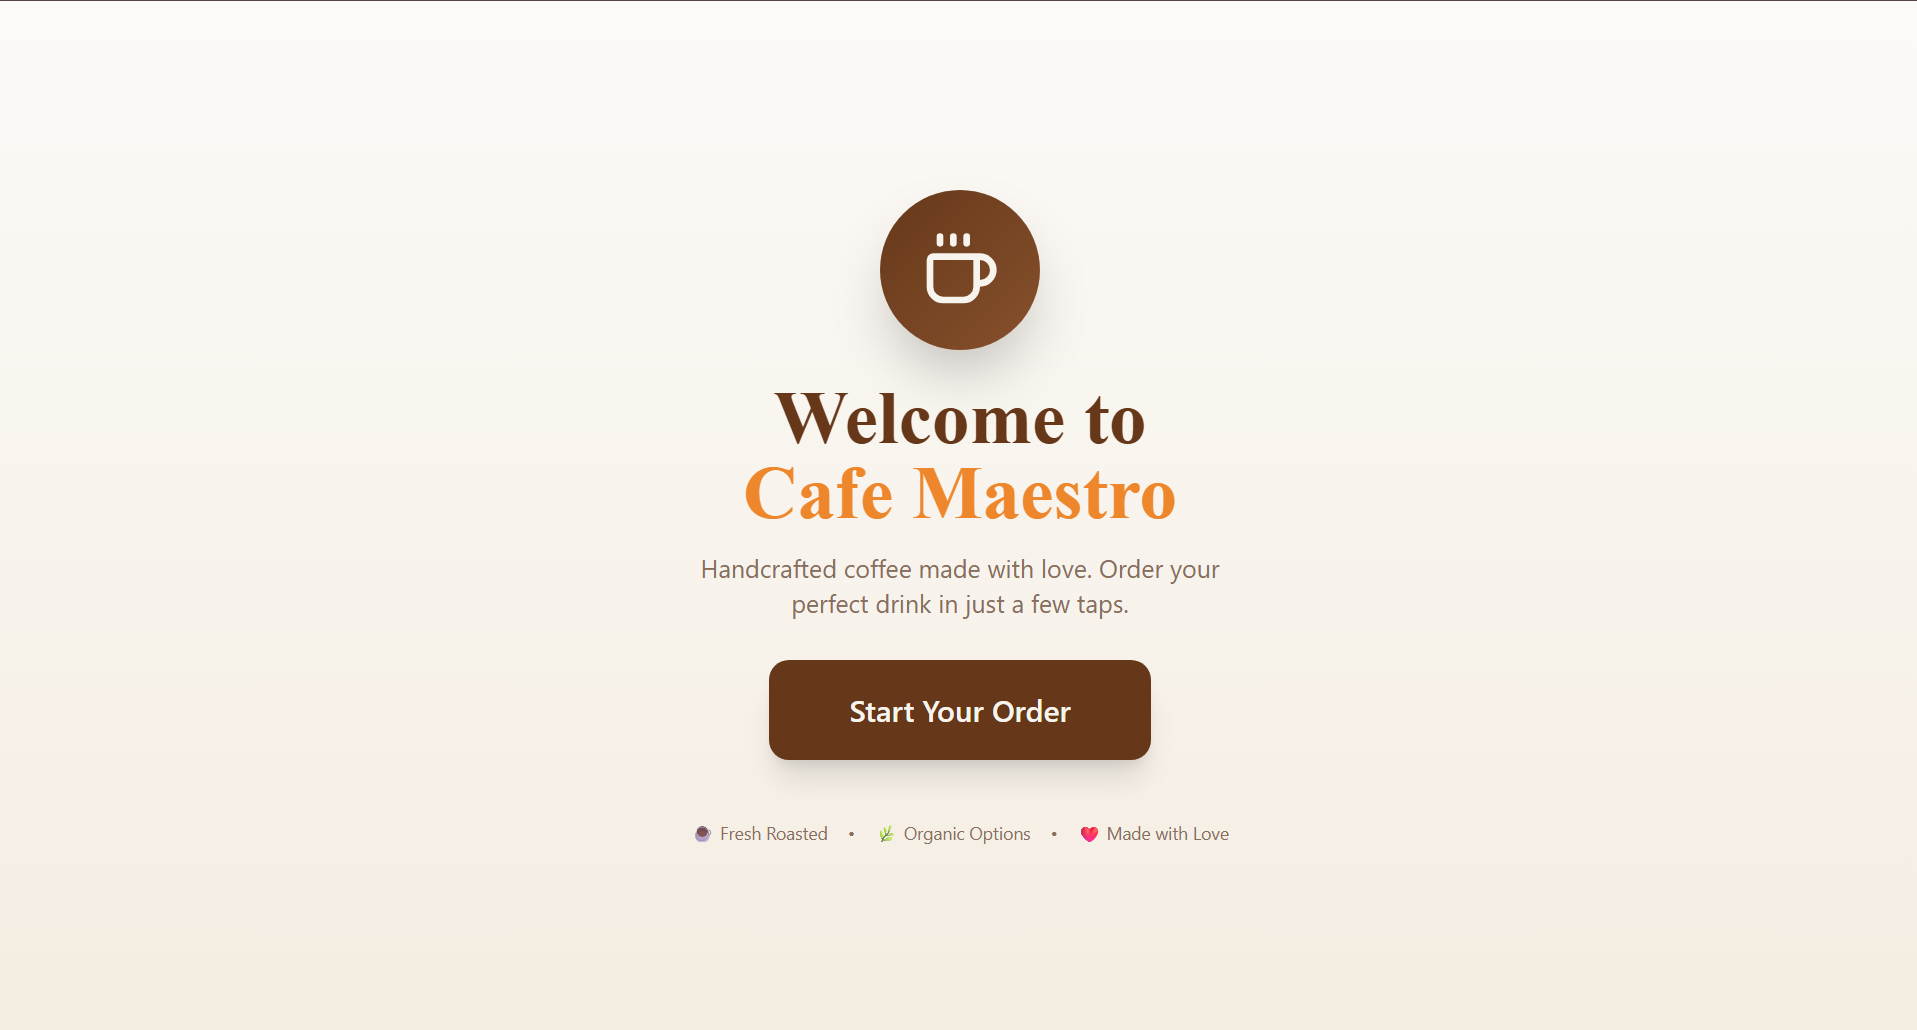 Welcome to
Cafe Maestro
Handcrafted coffee made with love. Order your
perfect drink in just a few taps.
Start Your Order
Fresh Roasted • Organic Options • Made with Love